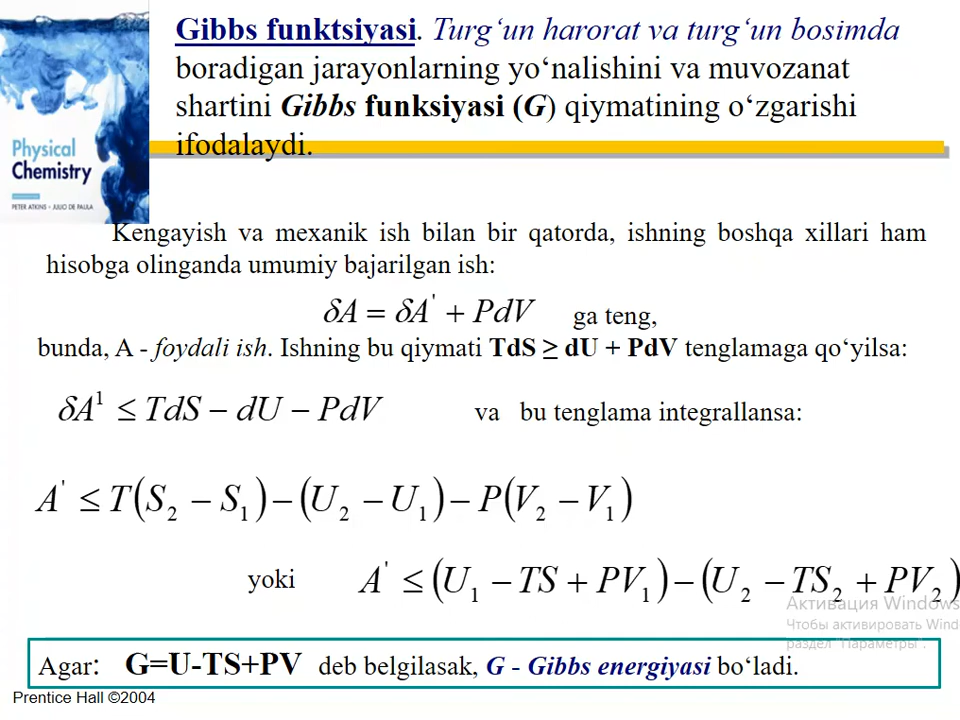 Gibbs funktsiyasi. Turg‘un harorat va turg‘un bosimda
boradigan jarayonlarning yo‘nalishini va muvozanat
shartini Gibbs funksiyasi (G) qiymatining o‘zgarishi
ifodalaydi.
Physical
Chemistry
PETER ATKINS • JULIO DE PAULA
Kengayish va mexanik ish bilan bir qatorda, ishning boshqa xillari ham
hisobga olinganda umumiy bajarilgan ish:
δA = δA' + PdV ga teng,
bunda, A - foydali ish. Ishning bu qiymati TdS ≥ dU + PdV tenglamaga qo‘yilsa:
δA¹ ≤ TdS − dU − PdV va bu tenglama integrallansa:
A' ≤ T(S₂ − S₁) − (U₂ − U₁) − P(V₂ − V₁)
yoki A' ≤ (U₁ − TS + PV₁) − (U₂ − TS₂ + PV₂)
Активация Windows
Чтобы активировать Wind
раздел "Параметры".
Agar: G=U-TS+PV deb belgilasak, G - Gibbs energiyasi bo‘ladi.
Prentice Hall ©2004